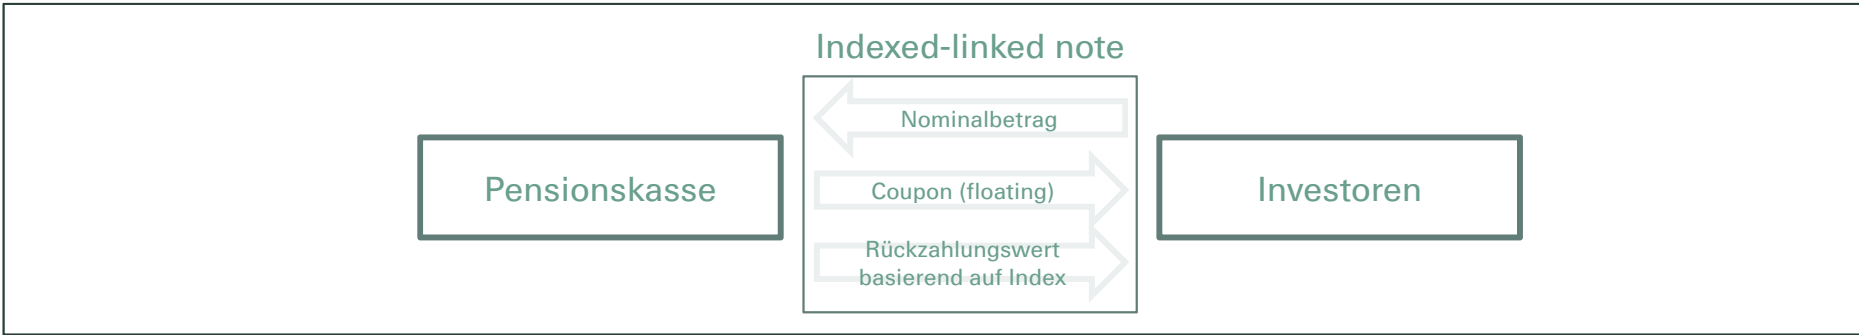 Indexed-linked note
Nominalbetrag
Pensionskasse
Coupon (floating)
Investoren
Rückzahlungswert
basierend auf Index